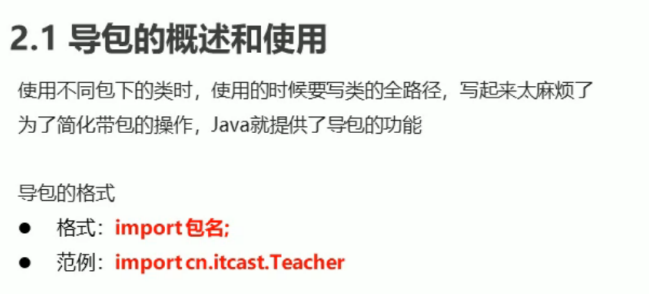 2.1 导包的概述和使用
使用不同包下的类时，使用的时候要写类的全路径，写起来太麻烦了
为了简化带包的操作，Java就提供了导包的功能
导包的格式
● 格式：import 包名;
● 范例：import cn.itcast.Teacher